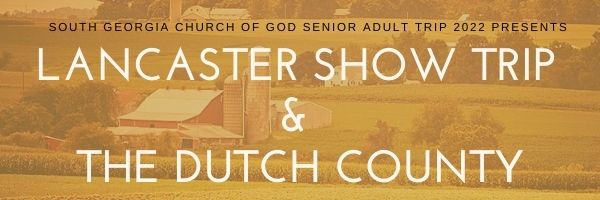 SOUTH GEORGIA CHURCH OF GOD SENIOR ADULT TRIP 2022 PRESENTS
LANCASTER SHOW TRIP
&
THE DUTCH COUNTY